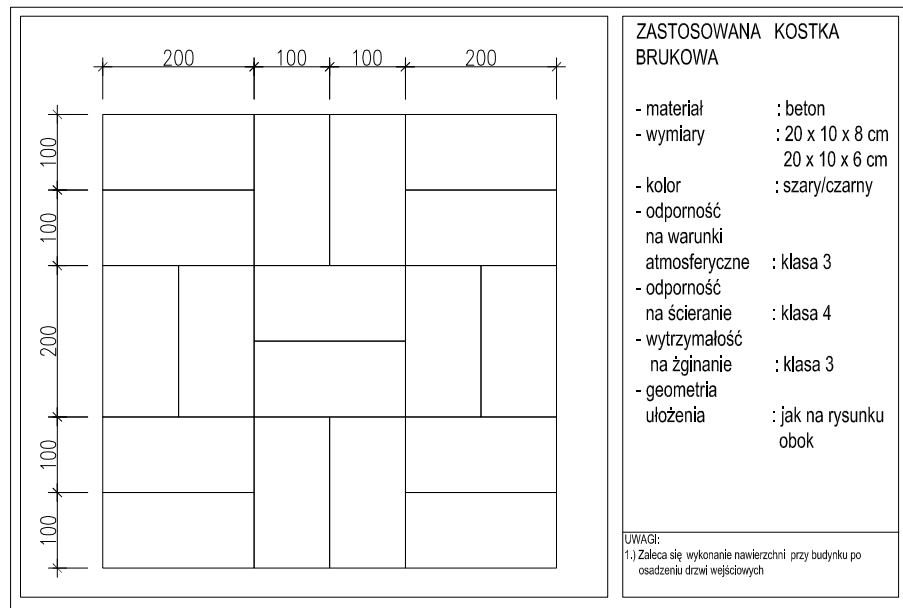 200 100 100 200
100
100
200
100
100
ZASTOSOWANA KOSTKA
BRUKOWA
- materiał : beton
- wymiary : 20 x 10 x 8 cm
20 x 10 x 6 cm
- kolor : szary/czarny
- odporność
na warunki
atmosferyczne : klasa 3
- odporność
na ścieranie : klasa 4
- wytrzymałość
na żginanie : klasa 3
- geometria
ułożenia : jak na rysunku
obok
UWAGI:
1.) Zaleca się wykonanie nawierzchni przy budynku po
osadzeniu drzwi wejściowych